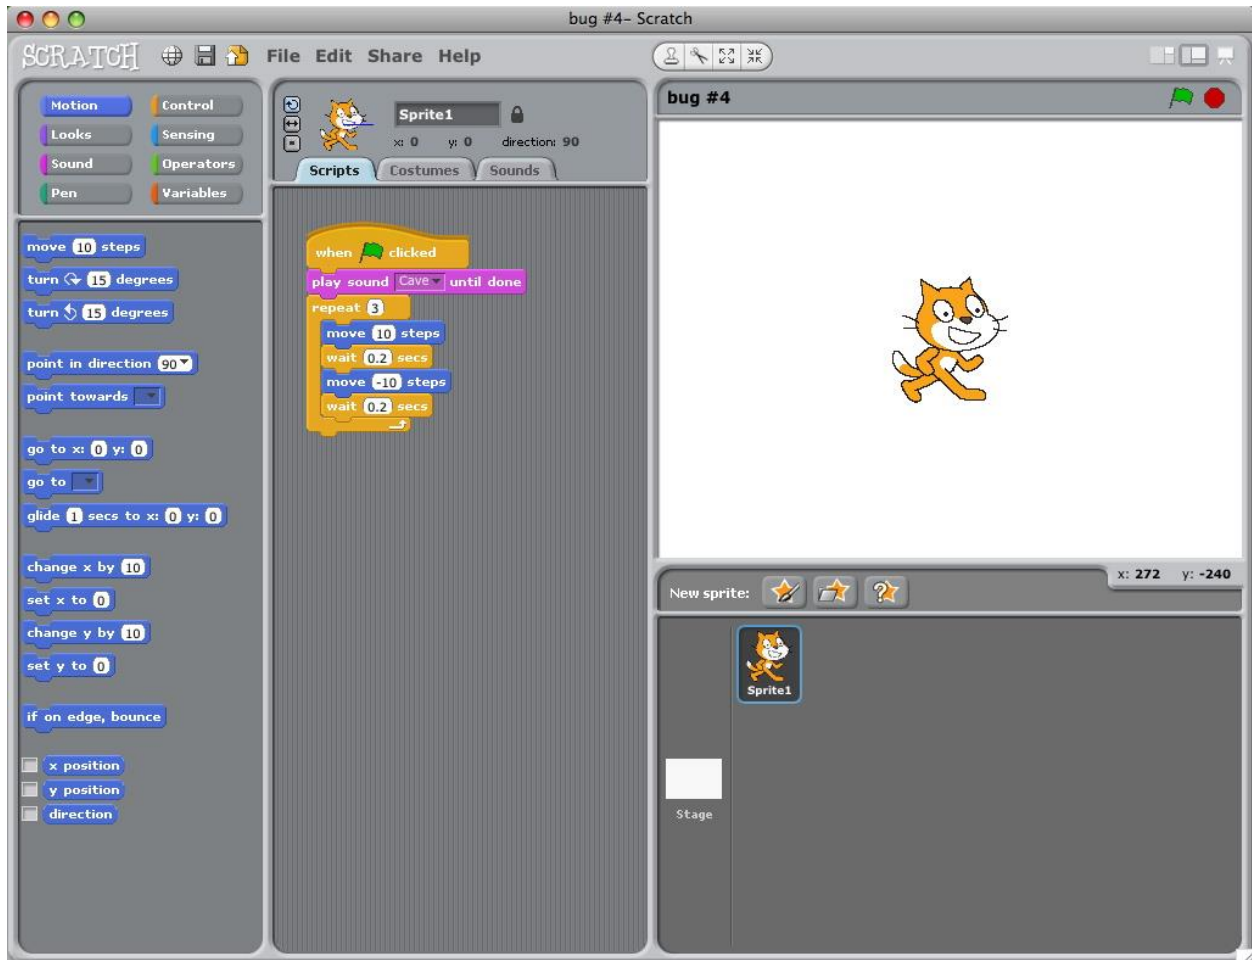 bug #4– Scratch
SCRATCH File Edit Share Help
Motion Control
Looks Sensing
Sound Operators
Pen Variables
move 10 steps
turn 15 degrees
turn 15 degrees
point in direction 90
point towards
go to x: 0 y: 0
go to
glide 1 secs to x: 0 y: 0
change x by 10
set x to 0
change y by 10
set y to 0
if on edge, bounce
x position
y position
direction
Sprite1
x: 0 y: 0 direction: 90
Scripts Costumes Sounds
when clicked
play sound Cave until done
repeat 3
move 10 steps
wait 0.2 secs
move -10 steps
wait 0.2 secs
bug #4
x: 272 y: -240
New sprite:
Sprite1
Stage